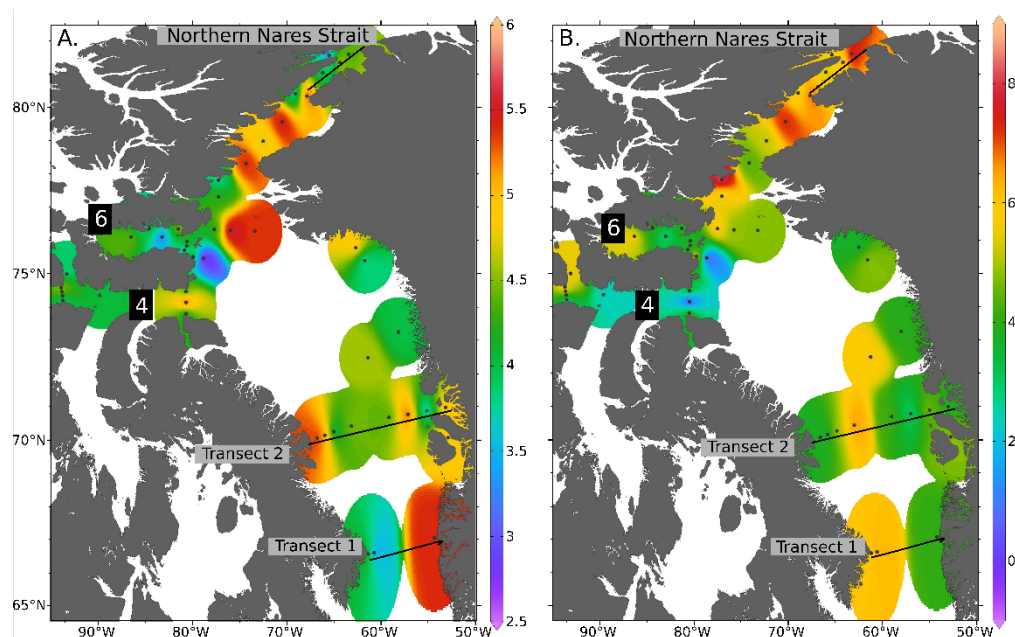 A.
Northern Nares Strait
6
4
Transect 2
Transect 1
80°N
75°N
70°N
65°N
90°W
80°W
70°W
60°W
50°W
6
5.5
5
4.5
4
3.5
3
2.5
B.
Northern Nares Strait
6
4
Transect 2
Transect 1
90°W
80°W
70°W
60°W
50°W
8
6
4
2
0